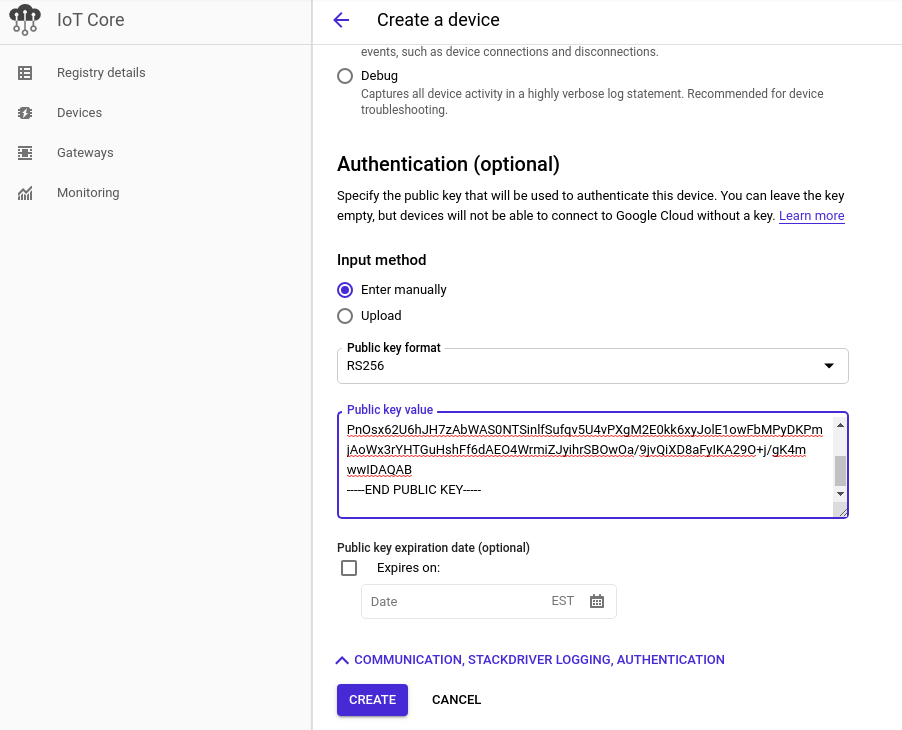 IoT Core
Create a device
Registry details
Devices
Gateways
Monitoring
events, such as device connections and disconnections.
Debug
Captures all device activity in a highly verbose log statement. Recommended for device
troubleshooting.
Authentication (optional)
Specify the public key that will be used to authenticate this device. You can leave the key
empty, but devices will not be able to connect to Google Cloud without a key. Learn more
Input method
Enter manually
Upload
Public key format
RS256
Public key value
PnOsx62U6hJH7zAbWAS0NTSinlfSufqv5U4vPXgM2E0kk6xyJolE1owFbMPyDKPm
jAoWx3rYHTGuHshFf6dAEO4WrmiZJyihrSBOwOa/9jvQiXD8aFyIKA29O+j/gK4m
wwIDAQAB
-----END PUBLIC KEY-----
Public key expiration date (optional)
Expires on:
Date
EST
COMMUNICATION, STACKDRIVER LOGGING, AUTHENTICATION
CREATE
CANCEL